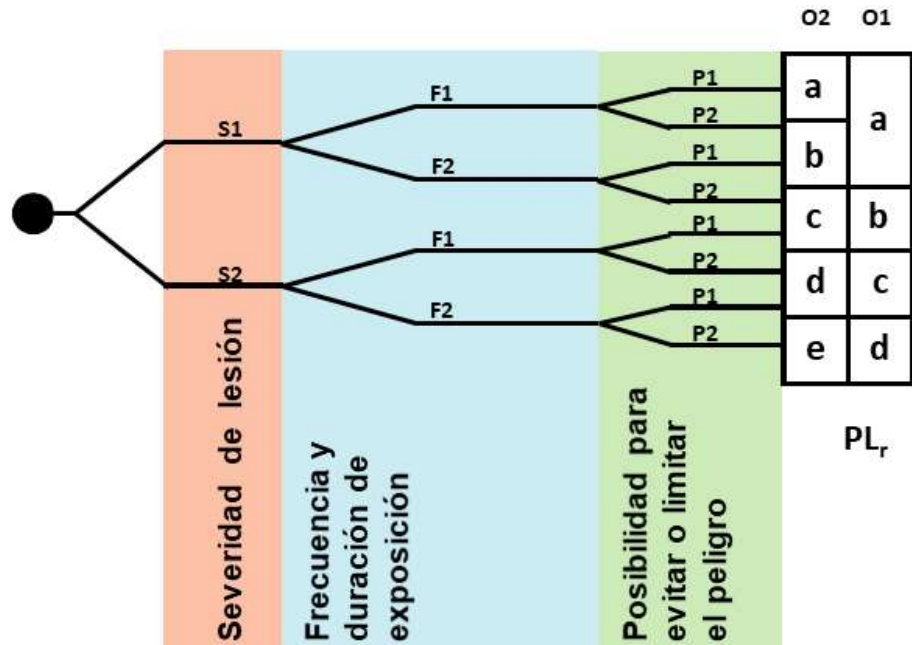 O2 O1
P1 a
F1
P2 a
S1
P1 b
F2
P2
P1 c b
F1
S2
P2 d c
P1
F2
P2 e d
PLr
Severidad de lesión
Frecuencia y
duración de
exposición
Posibilidad para
evitar o limitar
el peligro